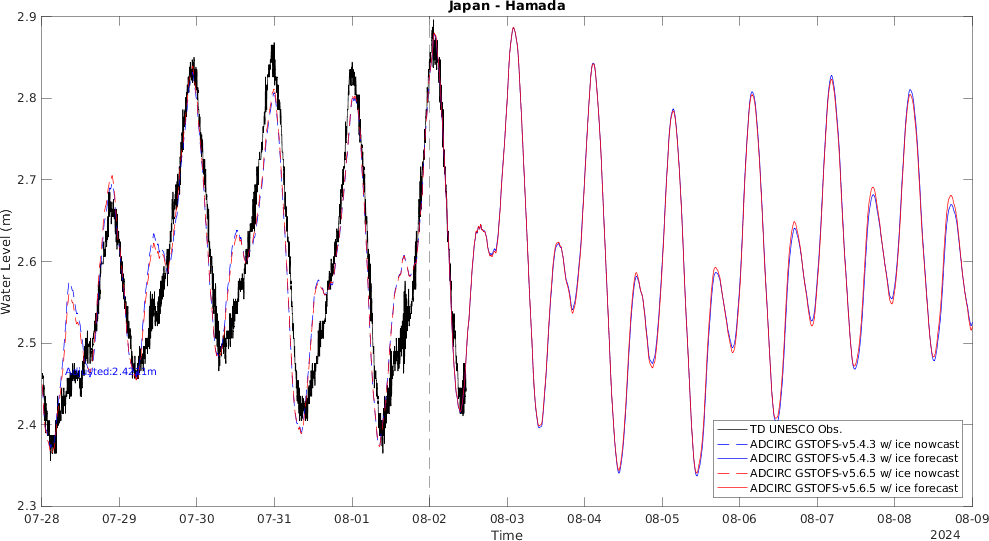 Japan - Hamada
2.9
2.8
2.7
2.6
2.5
2.4
2.3
Water Level (m)
TD UNESCO Obs.
ADCIRC GSTOFS-v5.4.3 w/ ice nowcast
ADCIRC GSTOFS-v5.4.3 w/ ice forecast
ADCIRC GSTOFS-v5.6.5 w/ ice nowcast
ADCIRC GSTOFS-v5.6.5 w/ ice forecast
07-28 07-29 07-30 07-31 08-01 08-02 08-03 08-04 08-05 08-06 08-07 08-08 08-09
Time
2024